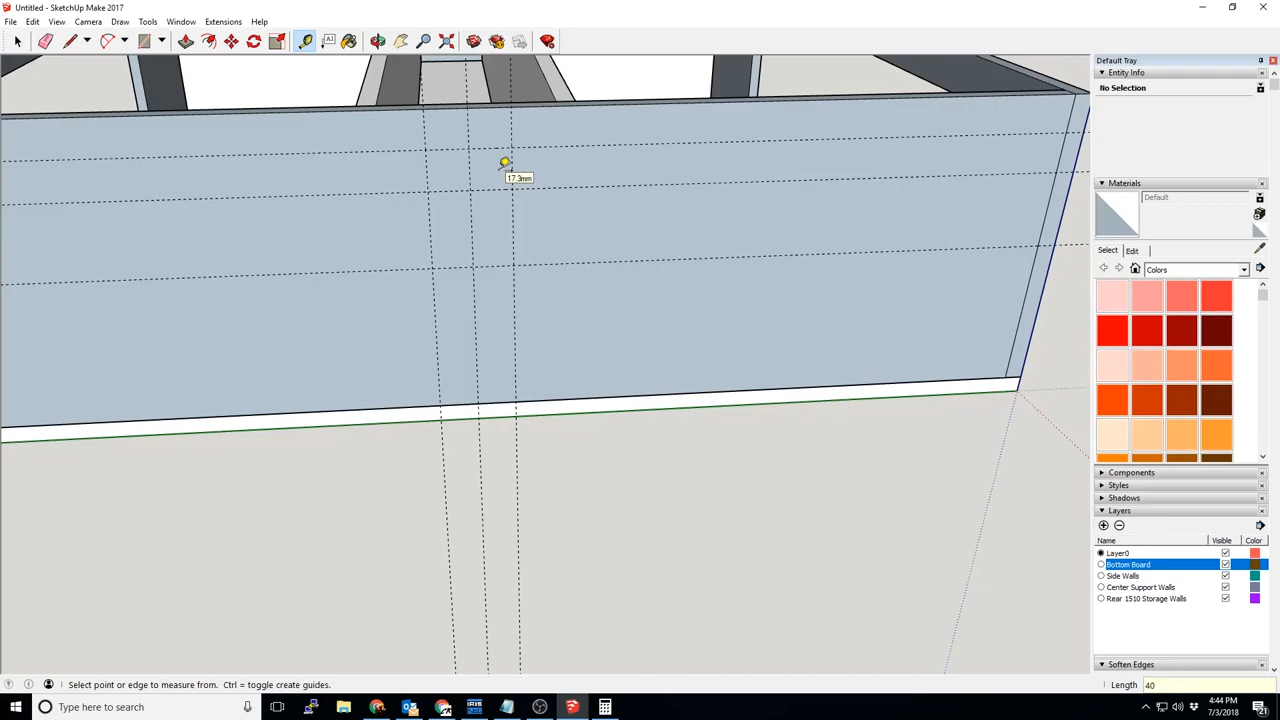 Untitled - SketchUp Make 2017
File Edit View Camera Draw Tools Window Extensions Help
17.3mm
Default Tray
Entity Info
No Selection
Materials
Default
Select Edit
Colors
Components
Styles
Shadows
Layers
Name Visible Color
Layer0
Bottom Board
Side Walls
Center Support Walls
Rear 1510 Storage Walls
Soften Edges
Select point or edge to measure from. Ctrl = toggle create guides.
Length 40
Type here to search
4:44 PM
7/3/2018
21